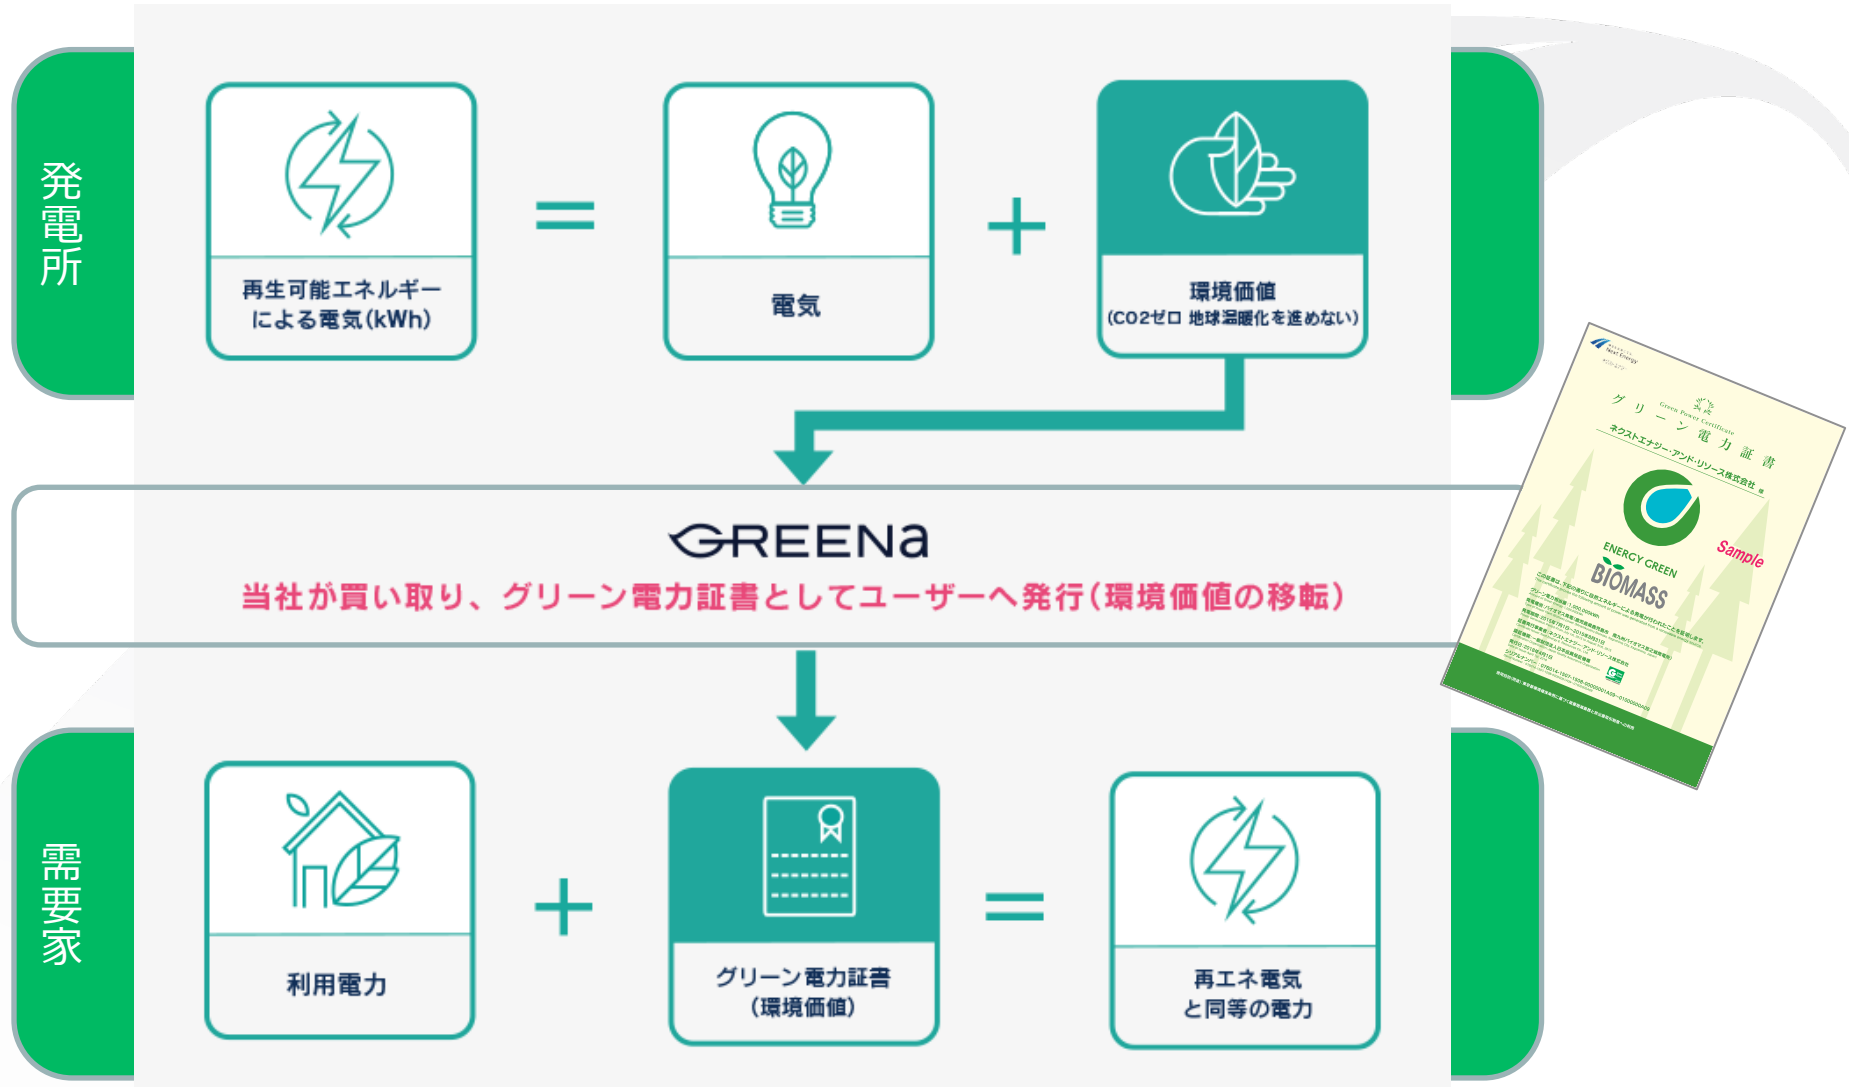 発電所
再生可能エネルギー
による電気(kWh)
=
電気
+
環境価値
(CO2ゼロ 地球温暖化を進めない)
GREENa
当社が買い取り、グリーン電力証書としてユーザーへ発行(環境価値の移転)
需要家
利用電力
+
グリーン電力証書
(環境価値)
=
再エネ電気
と同等の電力
Next Energy
Green Power Certificate
グリーン電力証書
ネクストエナジー・アンド・リソース株式会社 様
ENERGY GREEN
Sample
BIOMASS